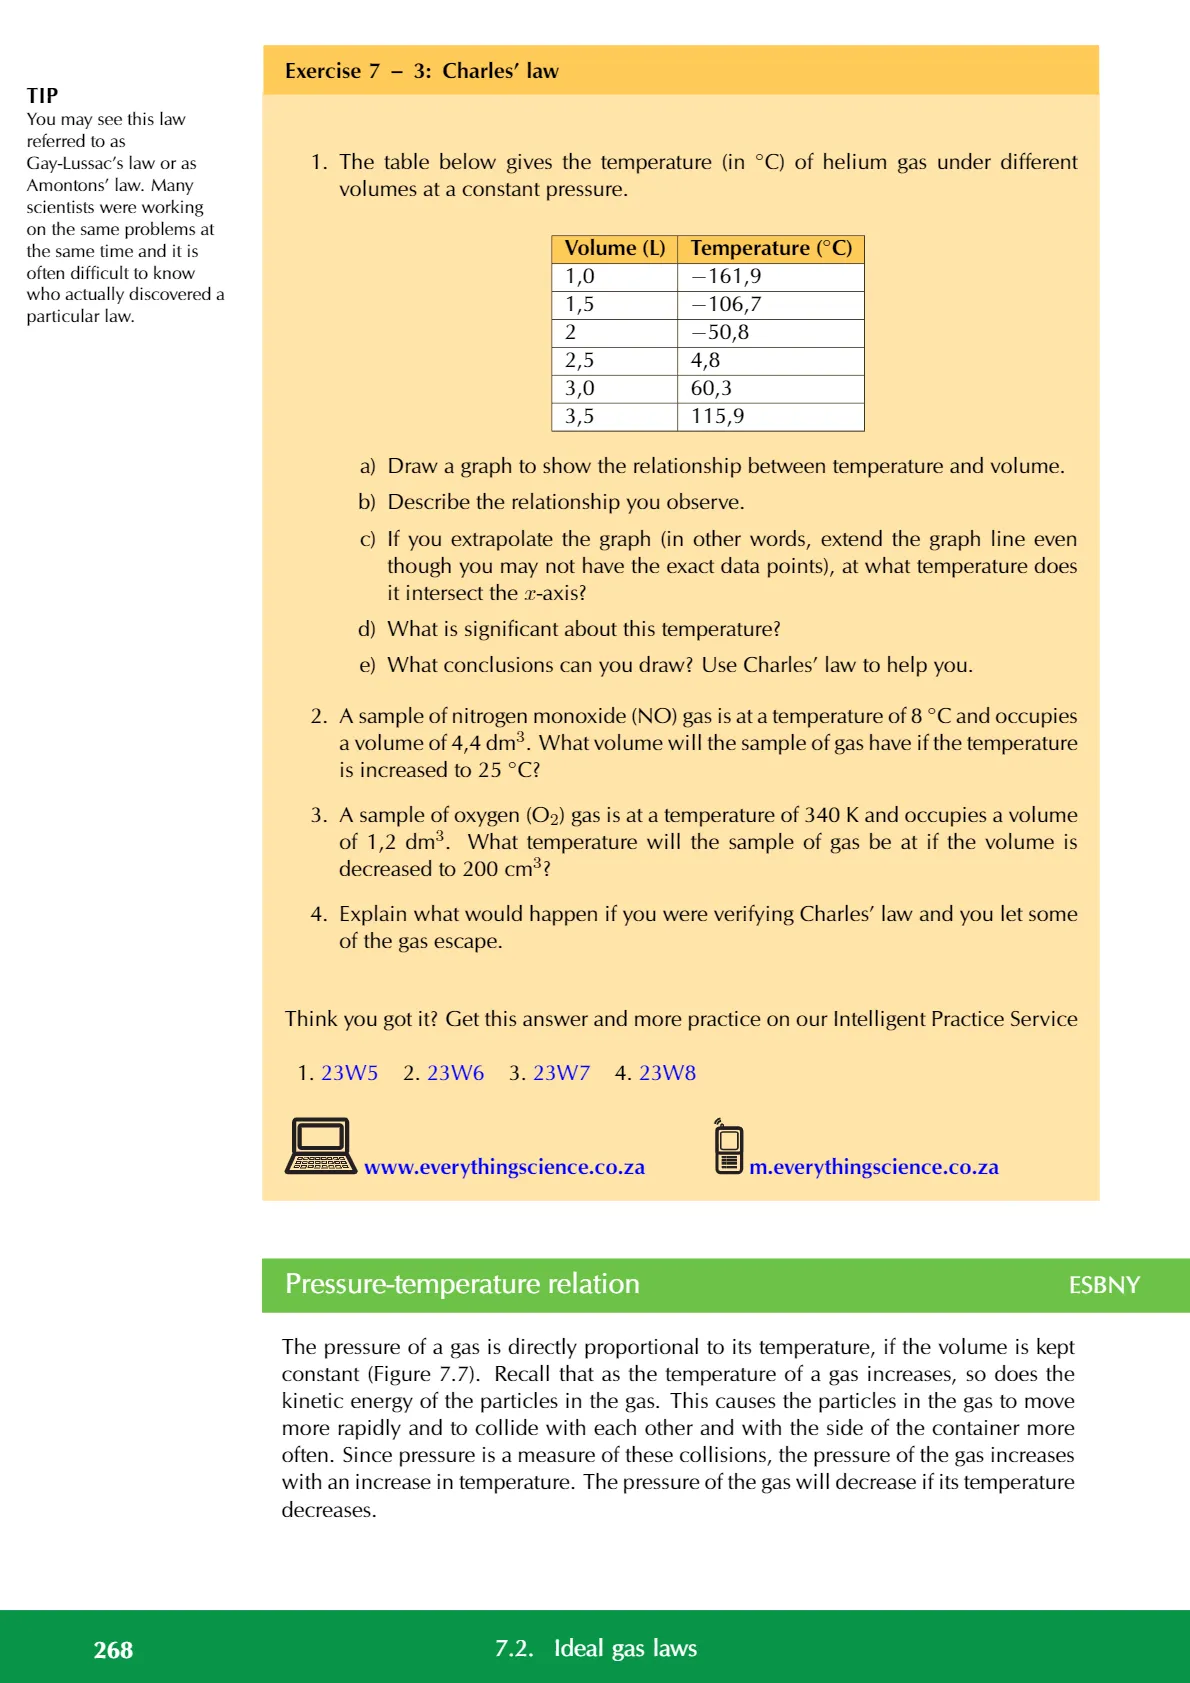 TIP
You may see this law
referred to as
Gay-Lussac's law or as
Amontons' law. Many
scientists were working
on the same problems at
the same time and it is
often difficult to know
who actually discovered a
particular law.
Exercise 7 – 3: Charles' law
1. The table below gives the temperature (in °C) of helium gas under different
volumes at a constant pressure.
Volume (L) Temperature (°C)
1,0 −161,9
1,5 −106,7
2 −50,8
2,5 4,8
3,0 60,3
3,5 115,9
a) Draw a graph to show the relationship between temperature and volume.
b) Describe the relationship you observe.
c) If you extrapolate the graph (in other words, extend the graph line even
though you may not have the exact data points), at what temperature does
it intersect the x-axis?
d) What is significant about this temperature?
e) What conclusions can you draw? Use Charles' law to help you.
2. A sample of nitrogen monoxide (NO) gas is at a temperature of 8 °C and occupies
a volume of 4,4 dm³. What volume will the sample of gas have if the temperature
is increased to 25 °C?
3. A sample of oxygen (O₂) gas is at a temperature of 340 K and occupies a volume
of 1,2 dm³. What temperature will the sample of gas be at if the volume is
decreased to 200 cm³?
4. Explain what would happen if you were verifying Charles' law and you let some
of the gas escape.
Think you got it? Get this answer and more practice on our Intelligent Practice Service
1. 23W5 2. 23W6 3. 23W7 4. 23W8
www.everythingscience.co.za m.everythingscience.co.za
Pressure-temperature relation ESBNY
The pressure of a gas is directly proportional to its temperature, if the volume is kept
constant (Figure 7.7). Recall that as the temperature of a gas increases, so does the
kinetic energy of the particles in the gas. This causes the particles in the gas to move
more rapidly and to collide with each other and with the side of the container more
often. Since pressure is a measure of these collisions, the pressure of the gas increases
with an increase in temperature. The pressure of the gas will decrease if its temperature
decreases.
268 7.2. Ideal gas laws